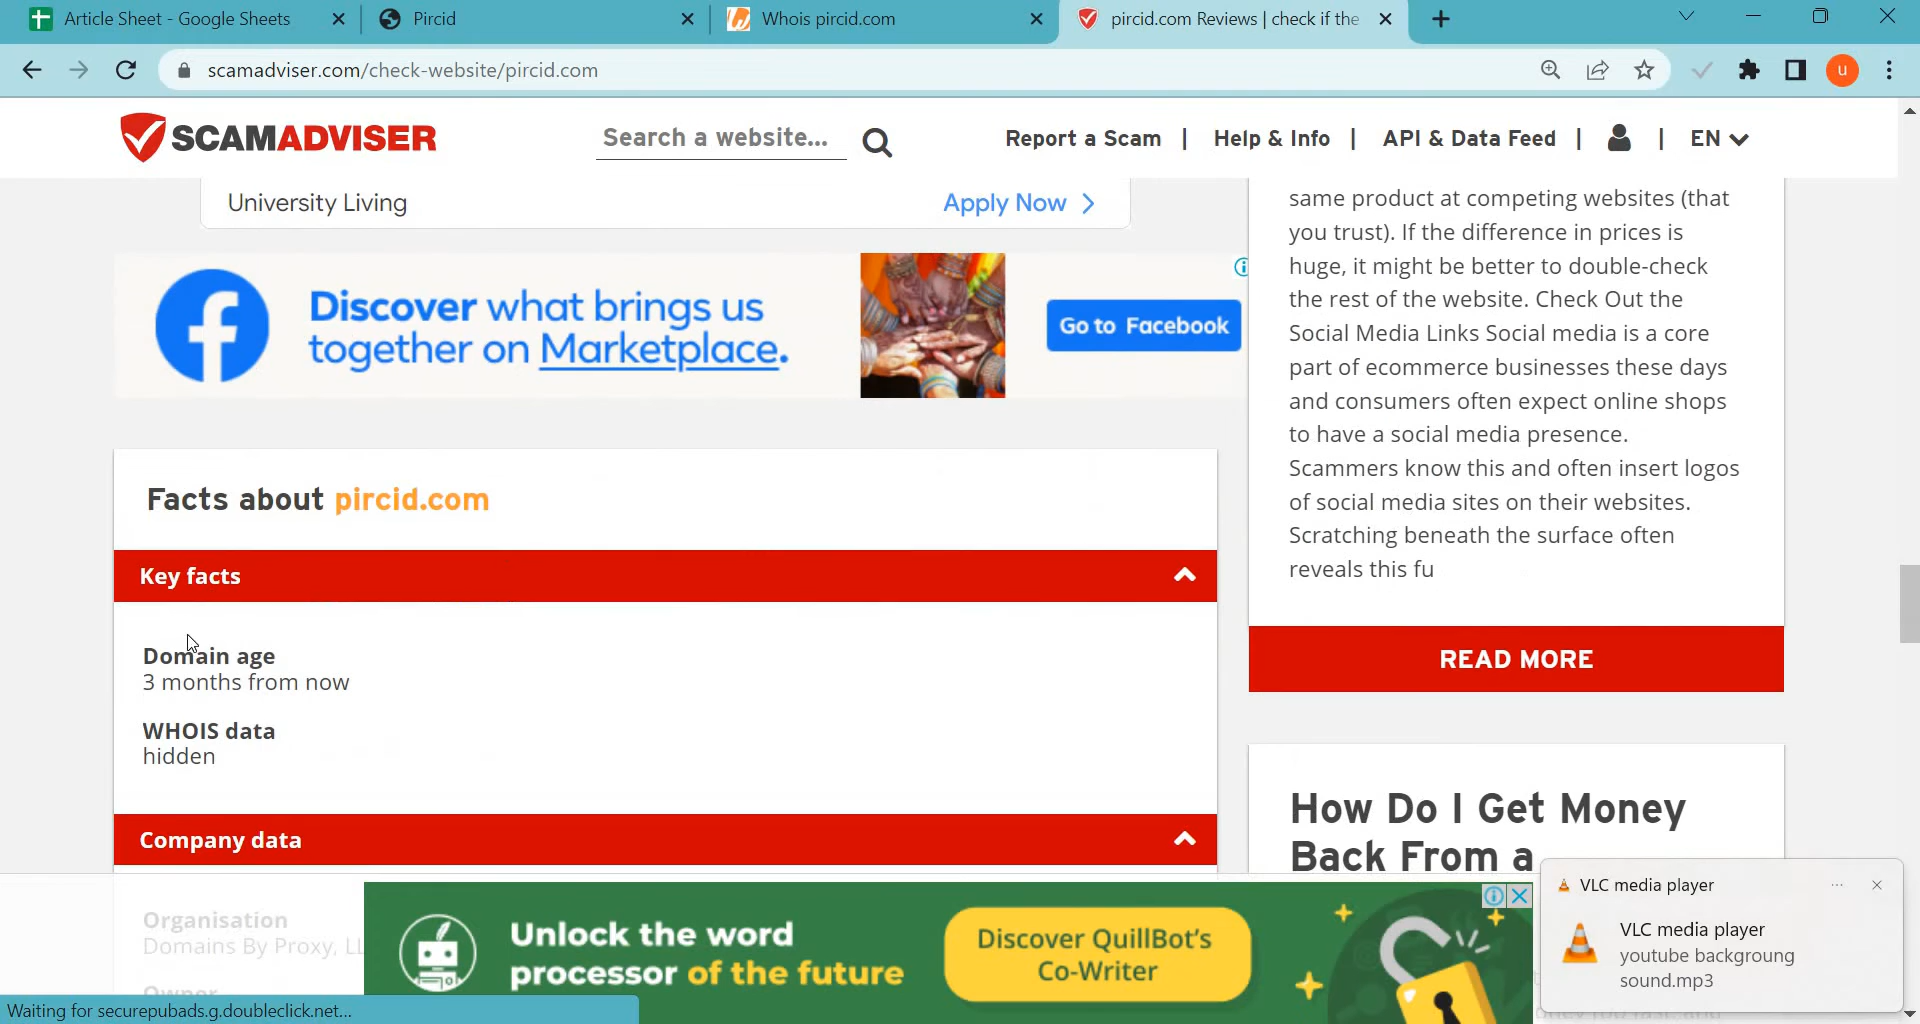 Article Sheet - Google Sheets
Pircid
Whois pircid.com
pircid.com Reviews | check if the
scamadviser.com/check-website/pircid.com
u
SCAMADVISER
Search a website...
Report a Scam | Help & Info | API & Data Feed | | EN
University Living
Apply Now
Discover what brings us
together on Marketplace.
Go to Facebook
Facts about pircid.com
Key facts
Domain age
3 months from now
WHOIS data
hidden
Company data
Organisation
Domains By Proxy, LL
Owner
same product at competing websites (that
you trust). If the difference in prices is
huge, it might be better to double-check
the rest of the website. Check Out the
Social Media Links Social media is a core
part of ecommerce businesses these days
and consumers often expect online shops
to have a social media presence.
Scammers know this and often insert logos
of social media sites on their websites.
Scratching beneath the surface often
reveals this fu
READ MORE
How Do I Get Money
Back From a
Unlock the word
processor of the future
Discover QuillBot's
Co-Writer
VLC media player
VLC media player
youtube backgroung
sound.mp3
Waiting for securepubads.g.doubleclick.net...